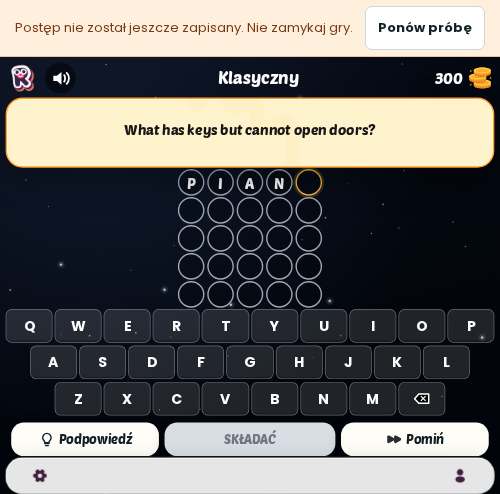 Postęp nie został jeszcze zapisany. Nie zamykaj gry. Ponów próbę
Klasyczny 300
What has keys but cannot open doors?
P I A N
Q W E R T Y U I O P
A S D F G H J K L
Z X C V B N M
Podpowiedź SKŁADAĆ Pomiń